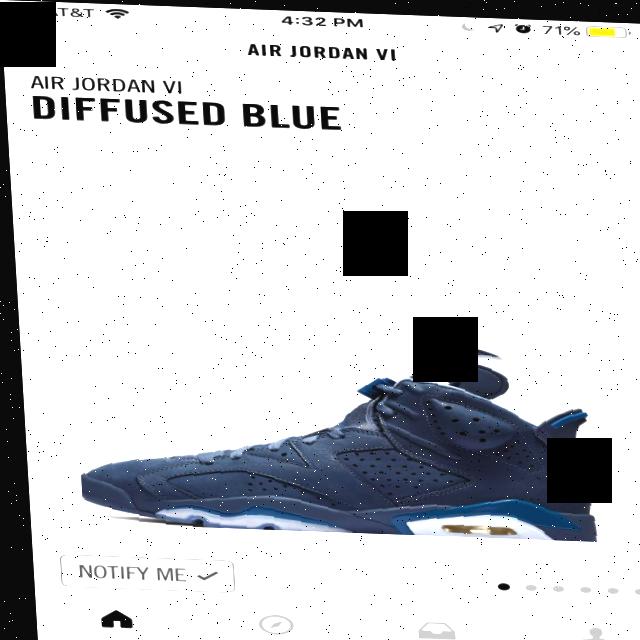 4:32 PM 71%
AIR JORDAN VI
AIR JORDAN VI
DIFFUSED BLUE
NOTIFY ME